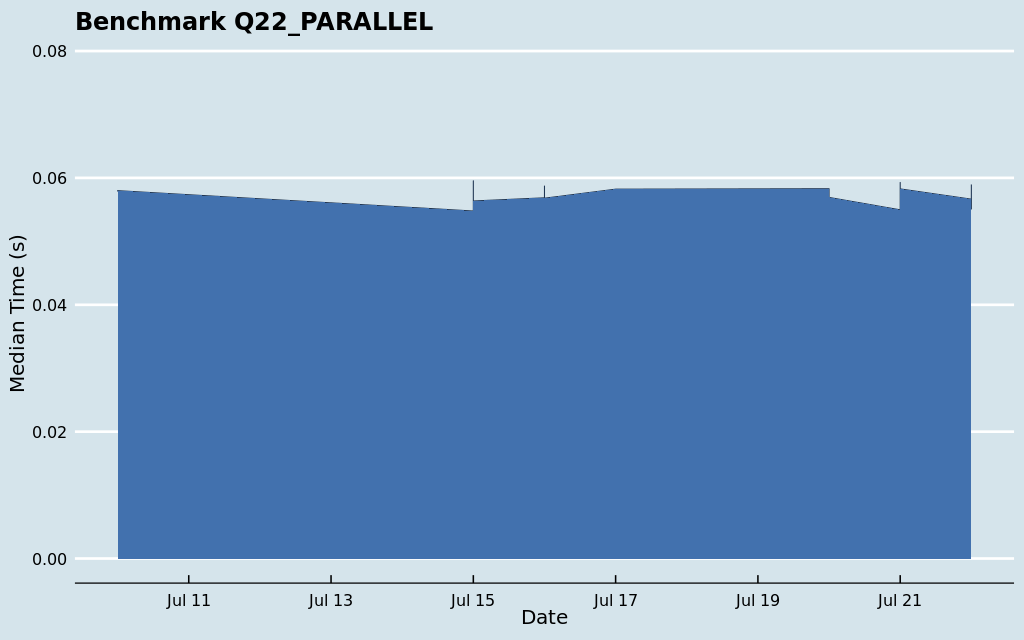 Benchmark Q22_PARALLEL
0.08
0.06
0.04
0.02
0.00
Median Time (s)
Jul 11 Jul 13 Jul 15 Jul 17 Jul 19 Jul 21
Date